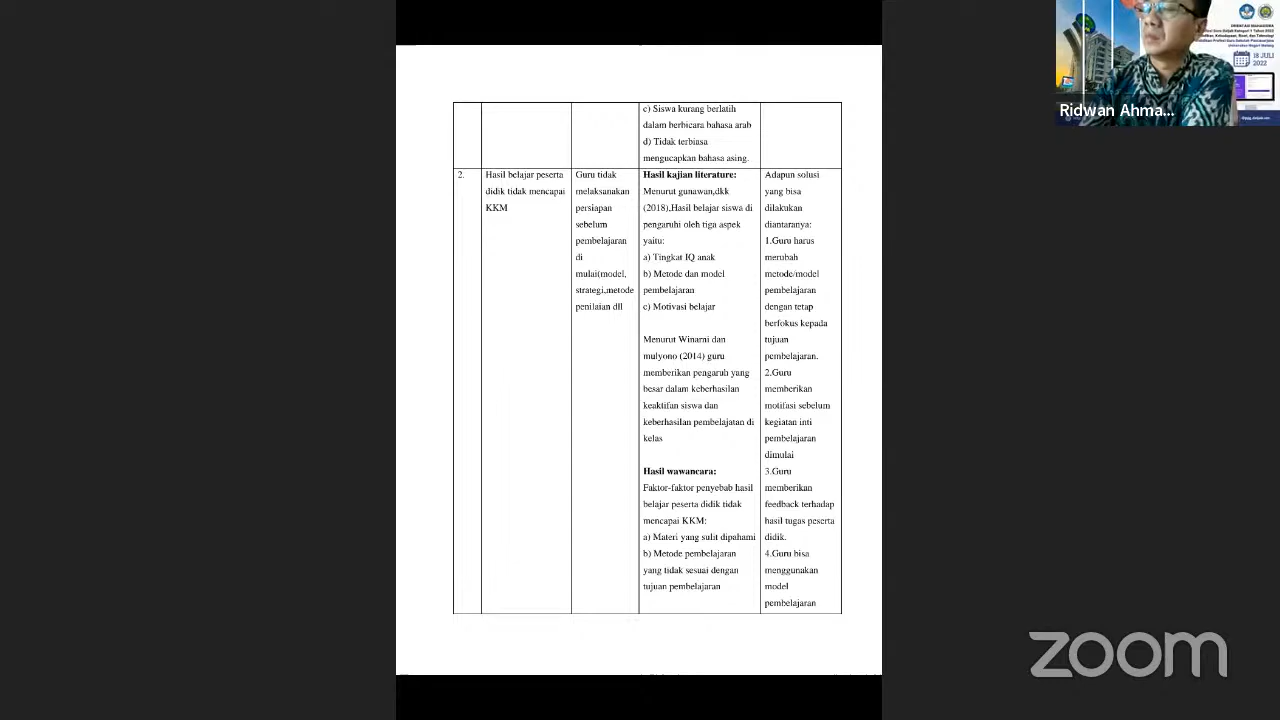 c) Siswa kurang berlatih
dalam berbicara bahasa arab
d) Tidak terbiasa
mengucapkan bahasa asing.
2.
Hasil belajar peserta
didik tidak mencapai
KKM
Guru tidak
melaksanakan
persiapan
sebelum
pembelajaran
di
mulai(model,
strategi,metode
penilaian dll
Hasil kajian literature:
Menurut gunawan,dkk
(2018),Hasil belajar siswa di
pengaruhi oleh tiga aspek
yaitu:
a) Tingkat IQ anak
b) Metode dan model
pembelajaran
c) Motivasi belajar
Menurut Winarni dan
mulyono (2014) guru
memberikan pengaruh yang
besar dalam keberhasilan
keaktifan siswa dan
keberhasilan pembelajatan di
kelas
Hasil wawancara:
Faktor-faktor penyebab hasil
belajar peserta didik tidak
mencapai KKM:
a) Materi yang sulit dipahami
b) Metode pembelajaran
yang tidak sesuai dengan
tujuan pembelajaran
Adapun solusi
yang bisa
dilakukan
diantaranya:
1.Guru harus
merubah
metode/model
pembelajaran
dengan tetap
berfokus kepada
tujuan
pembelajaran.
2.Guru
memberikan
motifasi sebelum
kegiatan inti
pembelajaran
dimulai
3.Guru
memberikan
feedback terhadap
hasil tugas peserta
didik.
4.Guru bisa
menggunakan
model
pembelajaran
ORIENTASI MAHASISWA
18 JULI
2022
Ridwan Ahma...
zoom